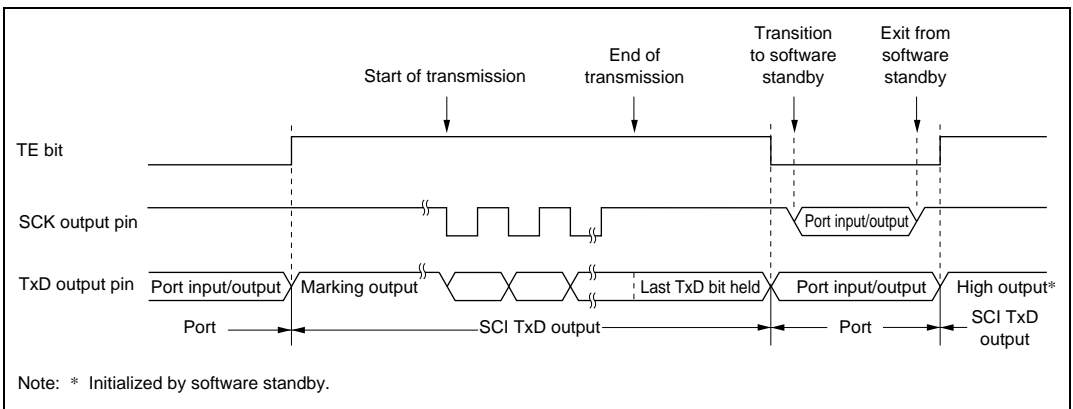 Transition
to software
standby
Exit from
software
standby
End of
transmission
Start of transmission
TE bit
SCK output pin
Port input/output
TxD output pin
Port input/output
Marking output
Last TxD bit held
Port input/output
High output*
Port
SCI TxD output
Port
SCI TxD
output
Note: * Initialized by software standby.